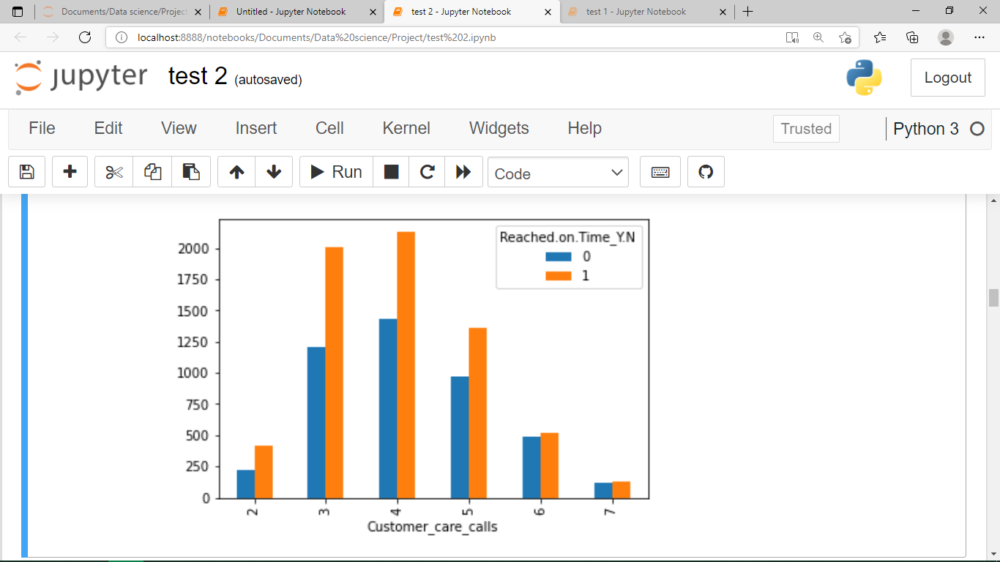 Documents/Data science/Project
Untitled - Jupyter Notebook
test 2 - Jupyter Notebook
test 1 - Jupyter Notebook
localhost:8888/notebooks/Documents/Data%20science/Project/test%202.ipynb
jupyter test 2 (autosaved)
Logout
File Edit View Insert Cell Kernel Widgets Help
Trusted
Python 3
Run
Code
Reached.on.Time_Y.N
0
1
2000
1750
1500
1250
1000
750
500
250
0
2 3 4 5 6 7
Customer_care_calls